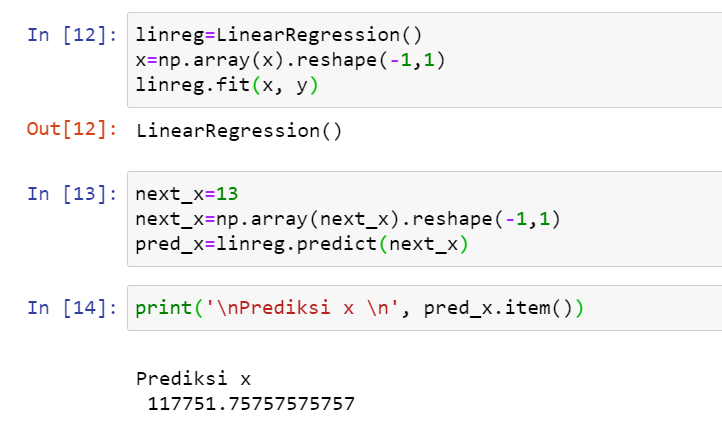 In [12]: linreg=LinearRegression()
x=np.array(x).reshape(-1,1)
linreg.fit(x, y)
Out[12]: LinearRegression()
In [13]: next_x=13
next_x=np.array(next_x).reshape(-1,1)
pred_x=linreg.predict(next_x)
In [14]: print('\nPrediksi x \n', pred_x.item())
Prediksi x
117751.75757575757